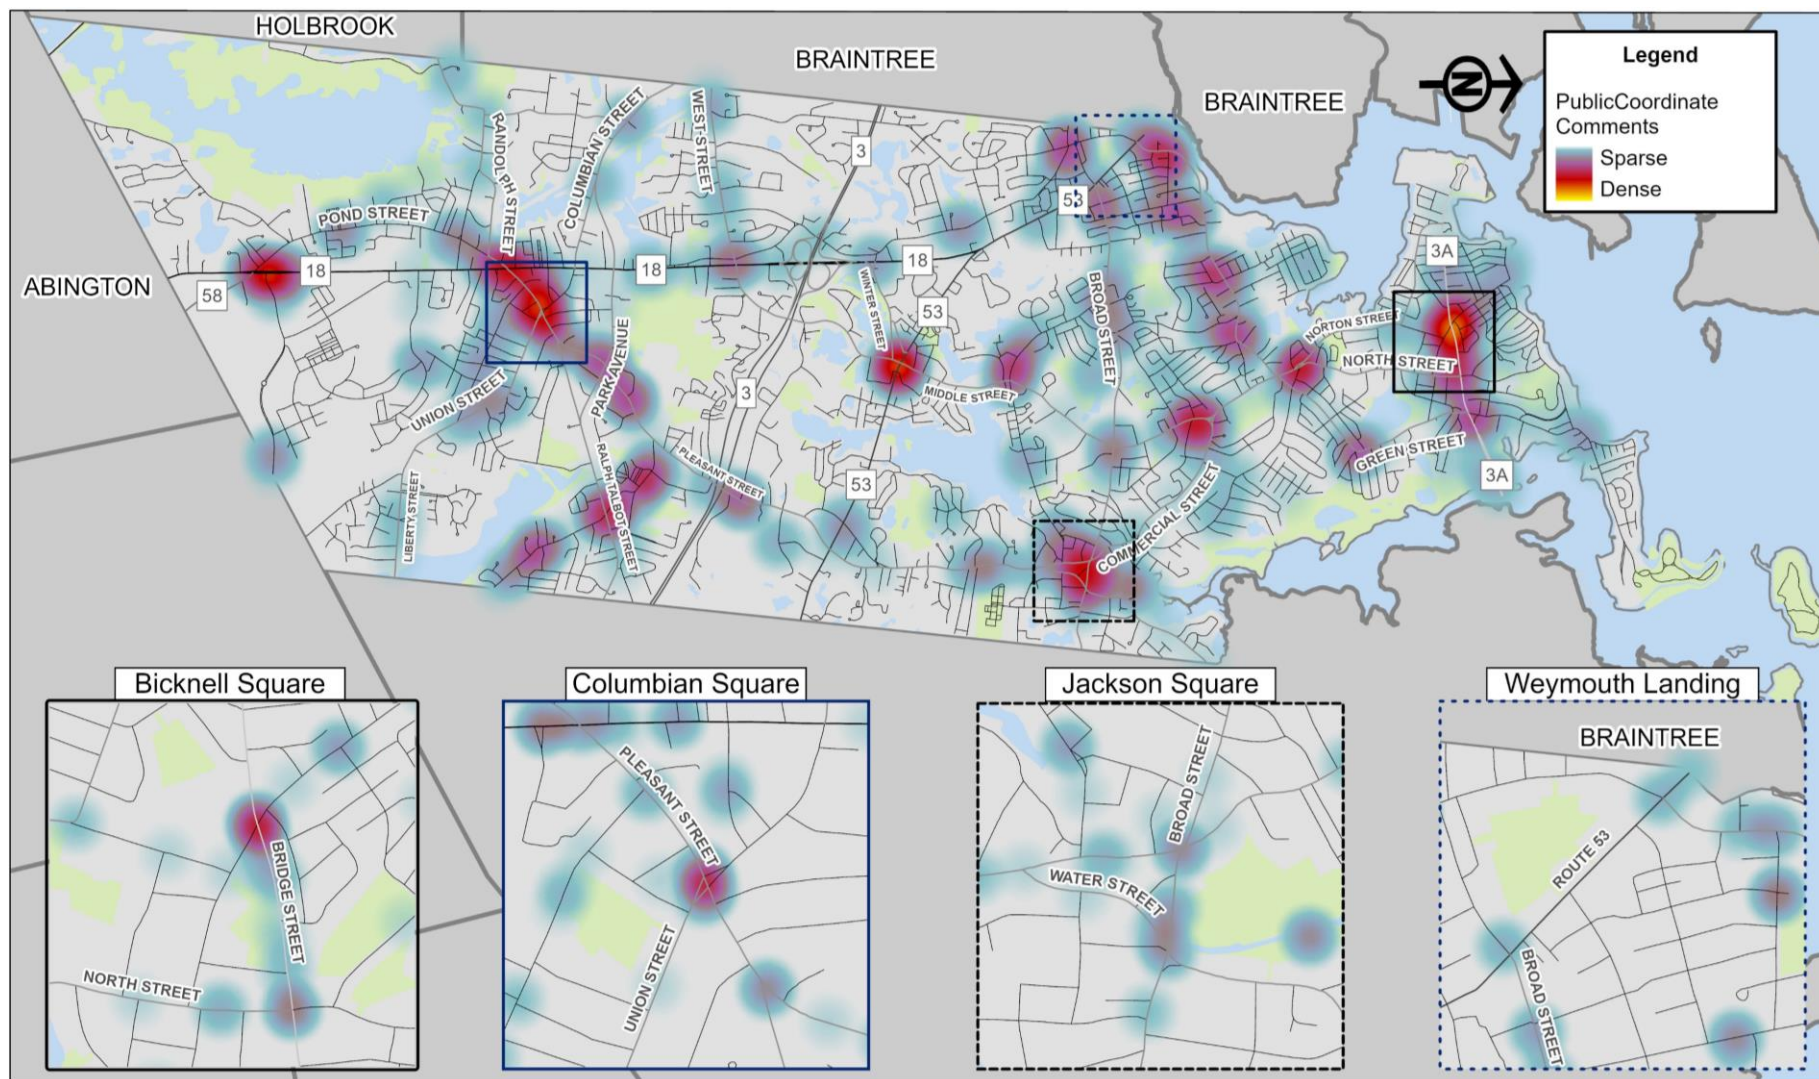 HOLBROOK
BRAINTREE
BRAINTREE
ABINGTON
N
Legend
PublicCoordinate
Comments
Sparse
Dense
RANDOLPH STREET
COLUMBIAN STREET
WEST STREET
POND STREET
3
53
3A
18
58
18
18
53
WINTER STREET
BROAD STREET
NORTON STREET
NORTH STREET
PARK AVENUE
UNION STREET
3
MIDDLE STREET
GREEN STREET
3A
PLEASANT STREET
RALPH TALBOT STREET
LIBERTY STREET
53
COMMERCIAL STREET
Bicknell Square
BRIDGE STREET
NORTH STREET
Columbian Square
PLEASANT STREET
UNION STREET
Jackson Square
BROAD STREET
WATER STREET
Weymouth Landing
BRAINTREE
ROUTE 53
BROAD STREET